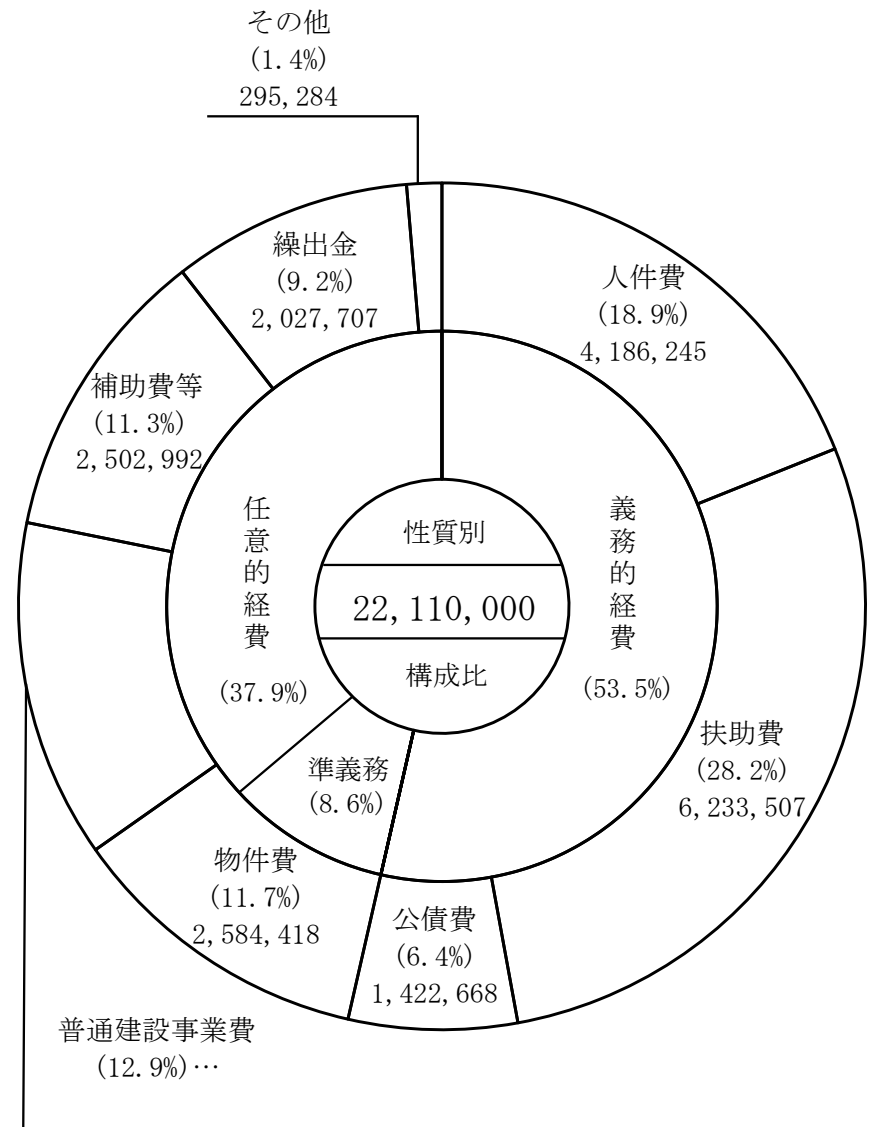 その他
(1.4%)
295,284
繰出金
(9.2%)
2,027,707
人件費
(18.9%)
4,186,245
補助費等
(11.3%)
2,502,992
任意的経費
(37.9%)
性質別
22,110,000
構成比
義務的経費
(53.5%)
準義務
(8.6%)
扶助費
(28.2%)
6,233,507
物件費
(11.7%)
2,584,418
公債費
(6.4%)
1,422,668
普通建設事業費
(12.9%)…